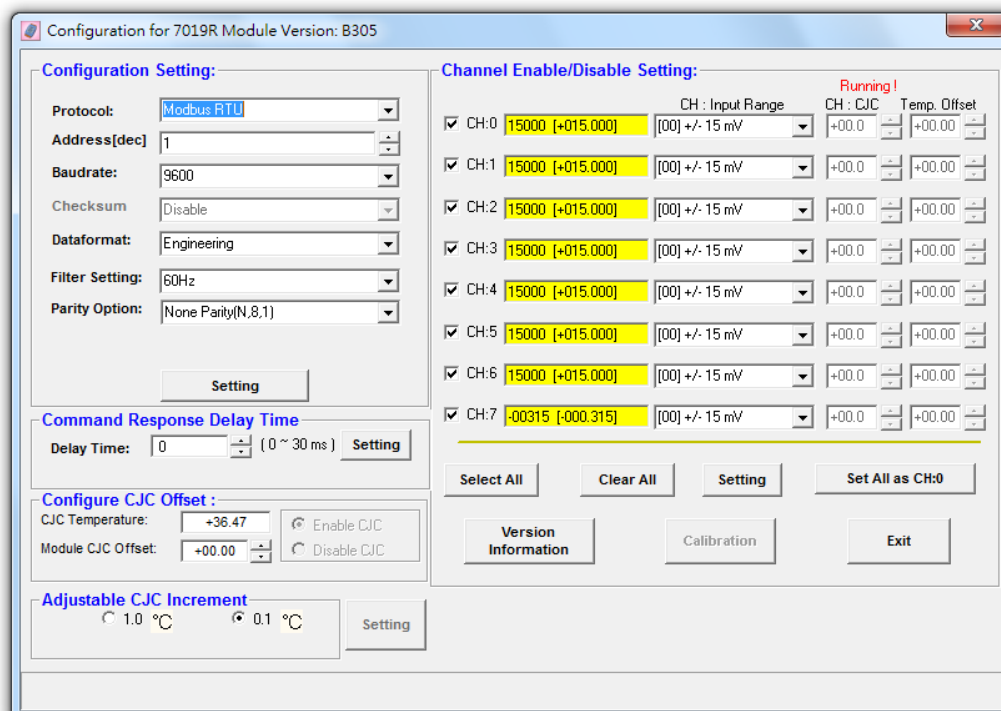 Configuration for 7019R Module Version: B305
Configuration Setting:
Protocol: Modbus RTU
Address[dec] 1
Baudrate: 9600
Checksum Disable
Dataformat: Engineering
Filter Setting: 60Hz
Parity Option: None Parity(N,8,1)
Setting
Command Response Delay Time
Delay Time: 0 ( 0 ~ 30 ms ) Setting
Configure CJC Offset :
CJC Temperature: +36.47
Enable CJC
Module CJC Offset: +00.00
Disable CJC
Adjustable CJC Increment
1.0 °C 0.1 °C
Setting
Channel Enable/Disable Setting:
Running !
CH : Input Range CH : CJC Temp. Offset
CH:0 15000 [+015.000] [00] +/- 15 mV +00.0 +00.00
CH:1 15000 [+015.000] [00] +/- 15 mV +00.0 +00.00
CH:2 15000 [+015.000] [00] +/- 15 mV +00.0 +00.00
CH:3 15000 [+015.000] [00] +/- 15 mV +00.0 +00.00
CH:4 15000 [+015.000] [00] +/- 15 mV +00.0 +00.00
CH:5 15000 [+015.000] [00] +/- 15 mV +00.0 +00.00
CH:6 15000 [+015.000] [00] +/- 15 mV +00.0 +00.00
CH:7 -00315 [-000.315] [00] +/- 15 mV +00.0 +00.00
Select All Clear All Setting Set All as CH:0
Version
Information
Calibration
Exit